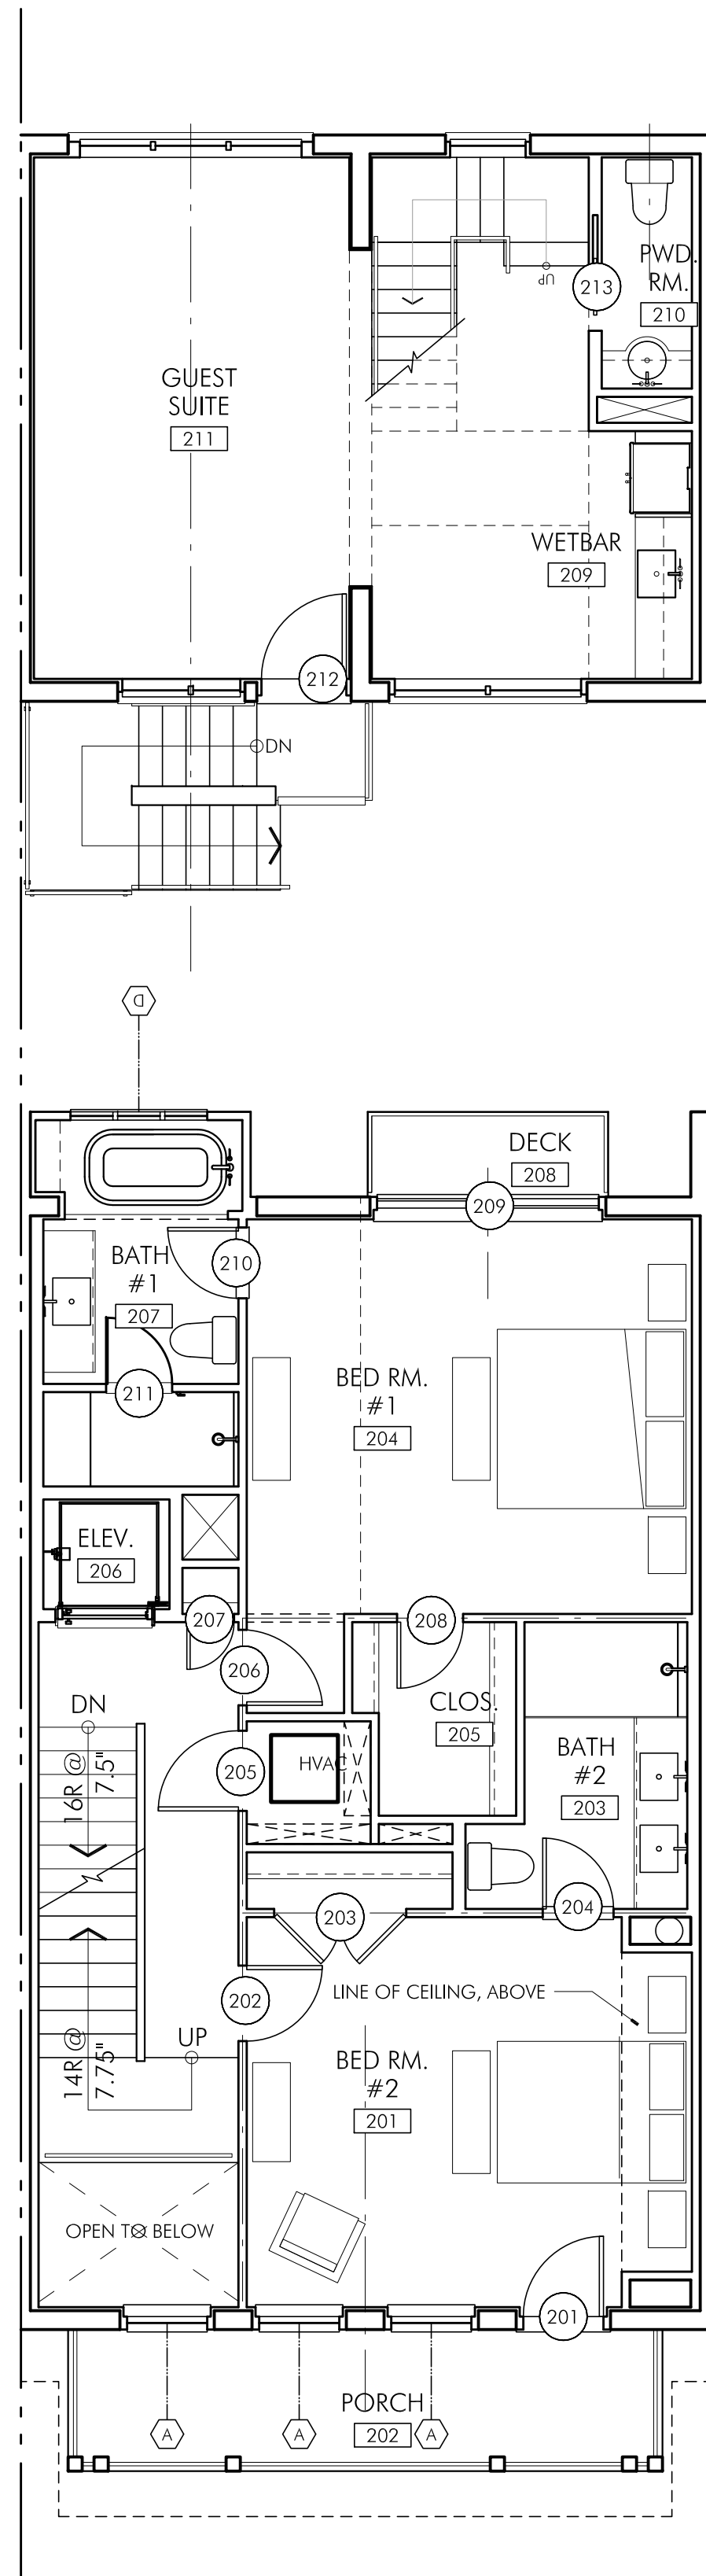 PWD.
RM.
210
213
UP
GUEST
SUITE
211
WETBAR
209
212
DN
D
DECK
208
209
BATH
#1
207
210
211
BED RM.
#1
204
ELEV.
206
207
208
206
DN
16R @
7.5"
CLOS.
205
HVAC
205
BATH
#2
203
204
203
202
LINE OF CEILING, ABOVE
UP
14R @
7.75"
BED RM.
#2
201
OPEN TO BELOW
201
PORCH
202
A
A
A